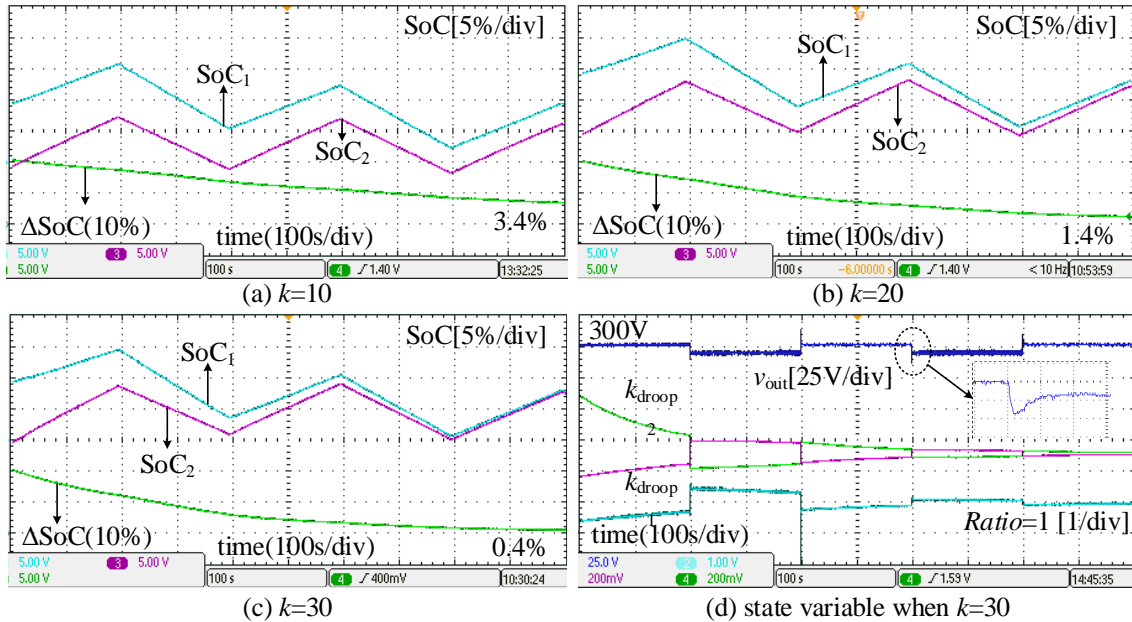 SoC[5%/div]
SoC1
SoC2
ΔSoC(10%)
time(100s/div)
3.4%
5.00 V
3 5.00 V
5.00 V
100 s
4 1.40 V
13:32:25
(a) k=10
SoC[5%/div]
SoC1
SoC2
ΔSoC(10%)
time(100s/div)
1.4%
5.00 V
3 5.00 V
5.00 V
100 s
−6.00000 s
4 1.40 V
< 10 Hz
10:53:59
(b) k=20
SoC[5%/div]
SoC1
SoC2
ΔSoC(10%)
time(100s/div)
0.4%
5.00 V
3 5.00 V
5.00 V
100 s
4 400mV
10:30:24
(c) k=30
300V
vout[25V/div]
kdroop
2
kdroop
1
time(100s/div)
Ratio=1 [1/div]
25.0 V
2 1.00 V
200mV
4 200mV
100 s
4 1.59 V
14:45:35
(d) state variable when k=30